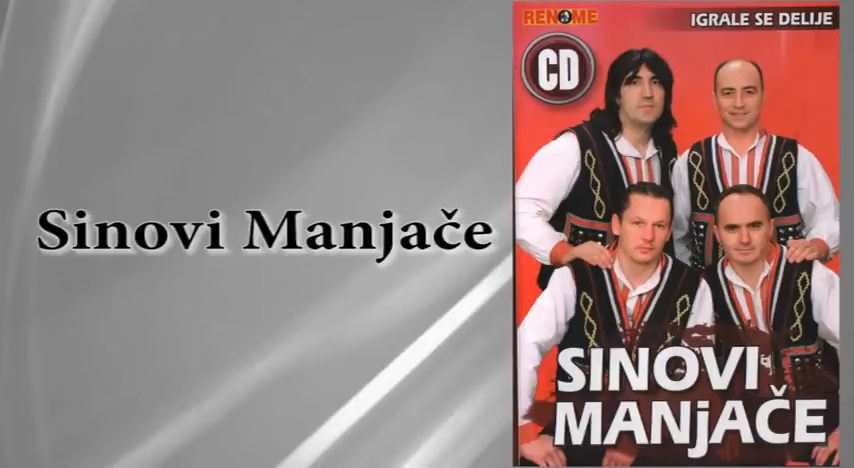 Sinovi Manjače
RENOME
IGRALE SE DELIJE
CD
SINOVI
MANjAČE